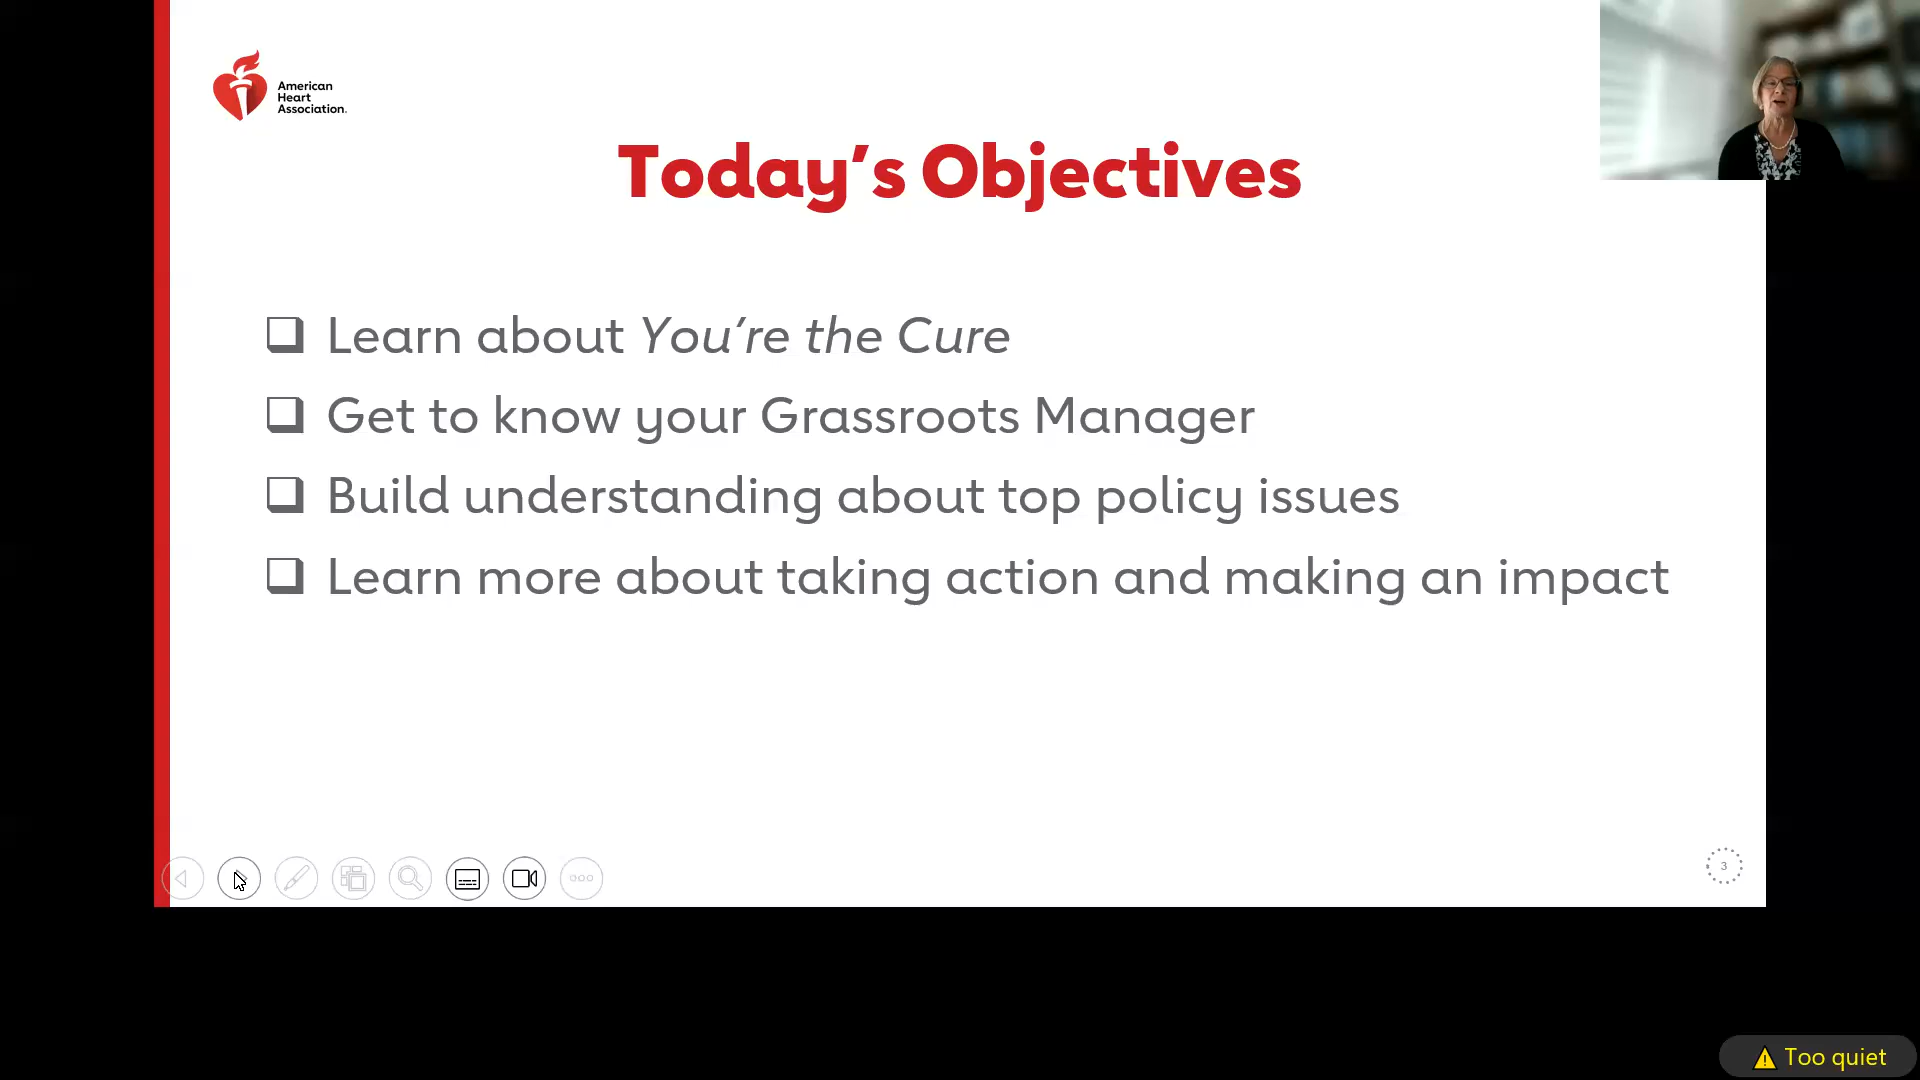 American
Heart
Association.
Today's Objectives
Learn about You're the Cure
Get to know your Grassroots Manager
Build understanding about top policy issues
Learn more about taking action and making an impact
3
Too quiet